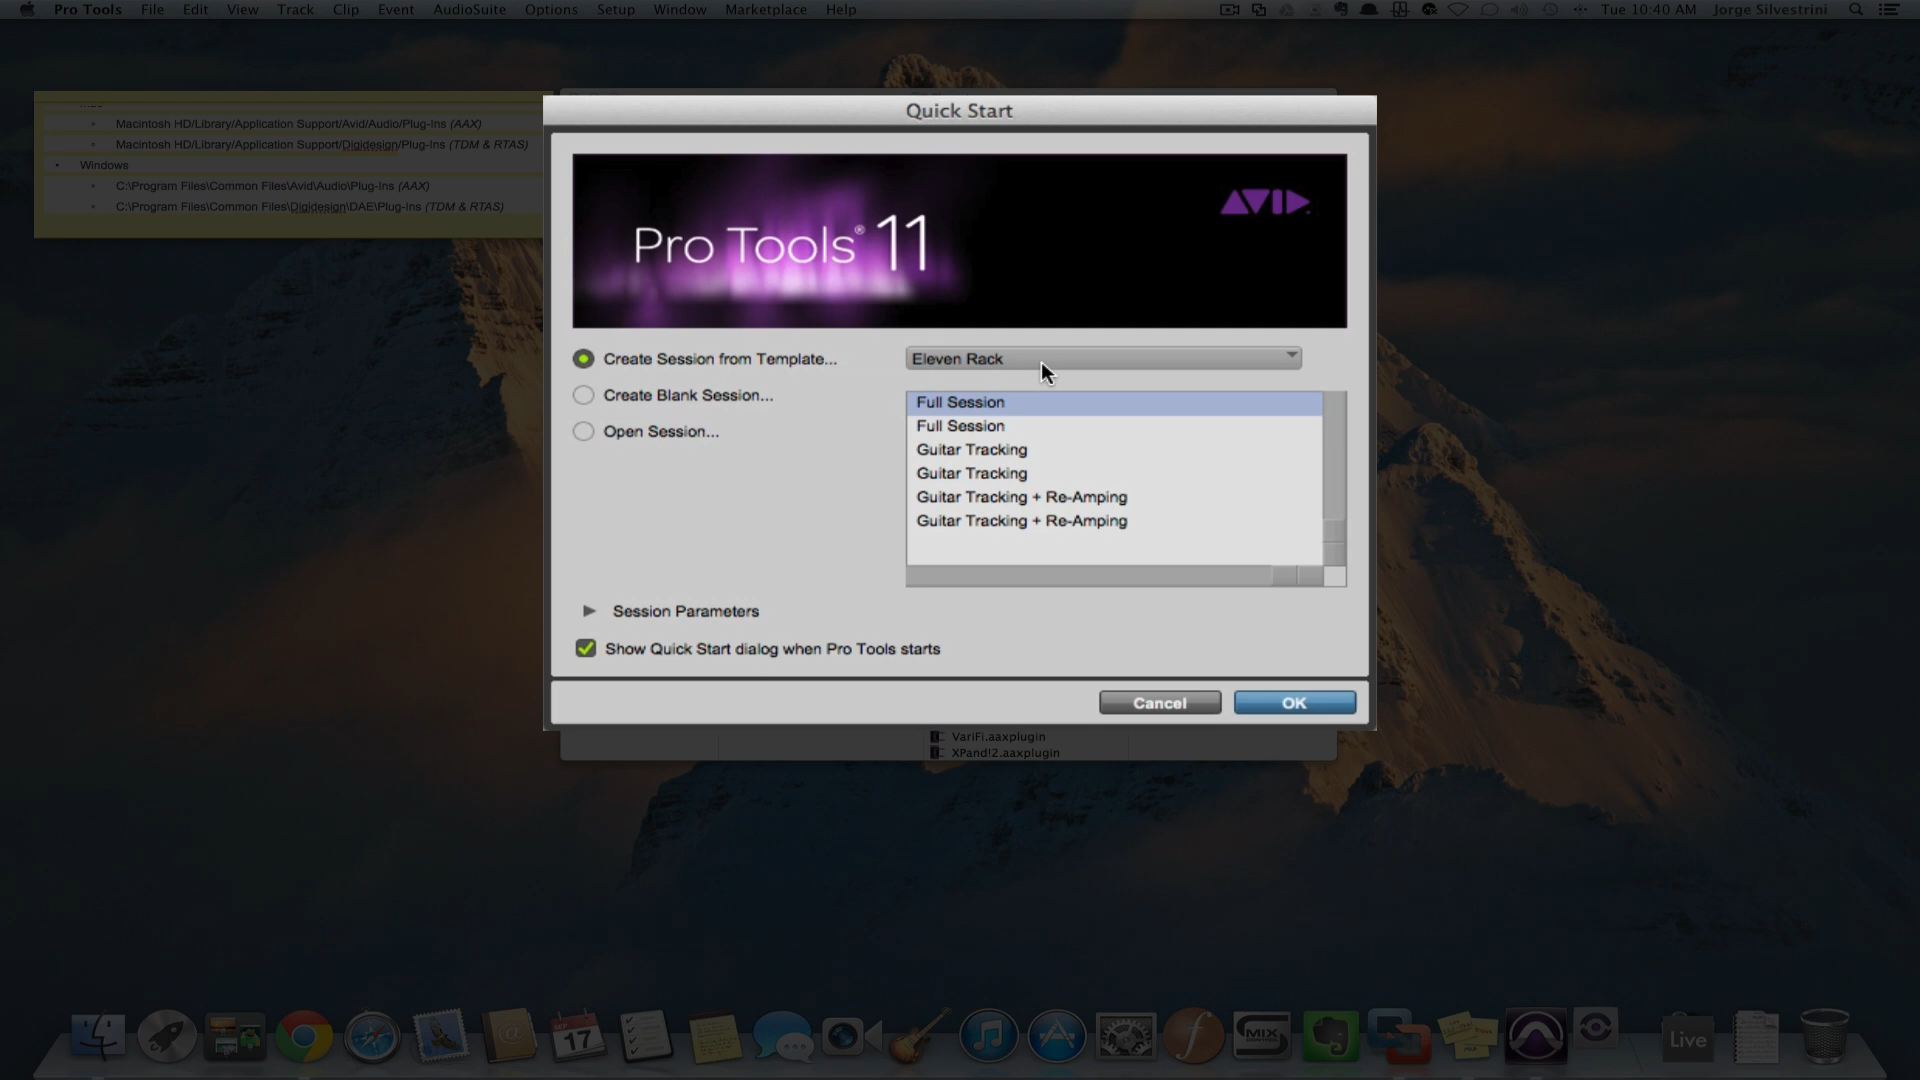 Pro Tools File Edit View Track Clip Event AudioSuite Options Setup Window Marketplace Help Tue 10:40 AM Jorge Silvestrini
Macintosh HD/Library/Application Support/Avid/Audio/Plug-Ins (AAX)
Macintosh HD/Library/Application Support/Digidesign/Plug-Ins (TDM & RTAS)
Windows
C:\Program Files\Common Files\Avid\Audio\Plug-Ins (AAX)
C:\Program Files\Common Files\Digidesign\DAE\Plug-Ins (TDM & RTAS)
Quick Start
AVID
Pro Tools® 11
Create Session from Template... Eleven Rack
Create Blank Session...
Open Session...
Full Session
Full Session
Guitar Tracking
Guitar Tracking
Guitar Tracking + Re-Amping
Guitar Tracking + Re-Amping
Session Parameters
Show Quick Start dialog when Pro Tools starts
Cancel OK
VariFi.aaxplugin
XPand!2.aaxplugin
SEP
17
MIX
Live